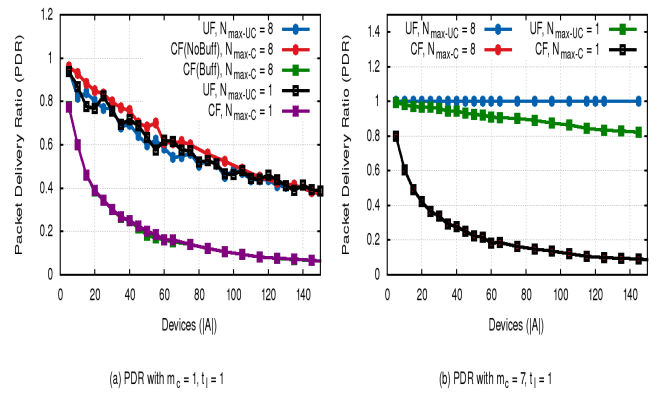 UF, Nmax-UC = 8
CF(NoBuff), Nmax-C = 8
CF(Buff), Nmax-C = 8
UF, Nmax-UC = 1
CF, Nmax-C = 1
Packet Delivery Ratio (PDR)
1.2
1
0.8
0.6
0.4
0.2
0
0 20 40 60 80 100 120 140
Devices (|A|)
(a) PDR with mc = 1, tl = 1
UF, Nmax-UC = 8 UF, Nmax-UC = 1
CF, Nmax-C = 8 CF, Nmax-C = 1
Packet Delivery Ratio (PDR)
1.4
1.2
1
0.8
0.6
0.4
0.2
0
0 20 40 60 80 100 120 140
Devices (|A|)
(b) PDR with mc = 7, tl = 1